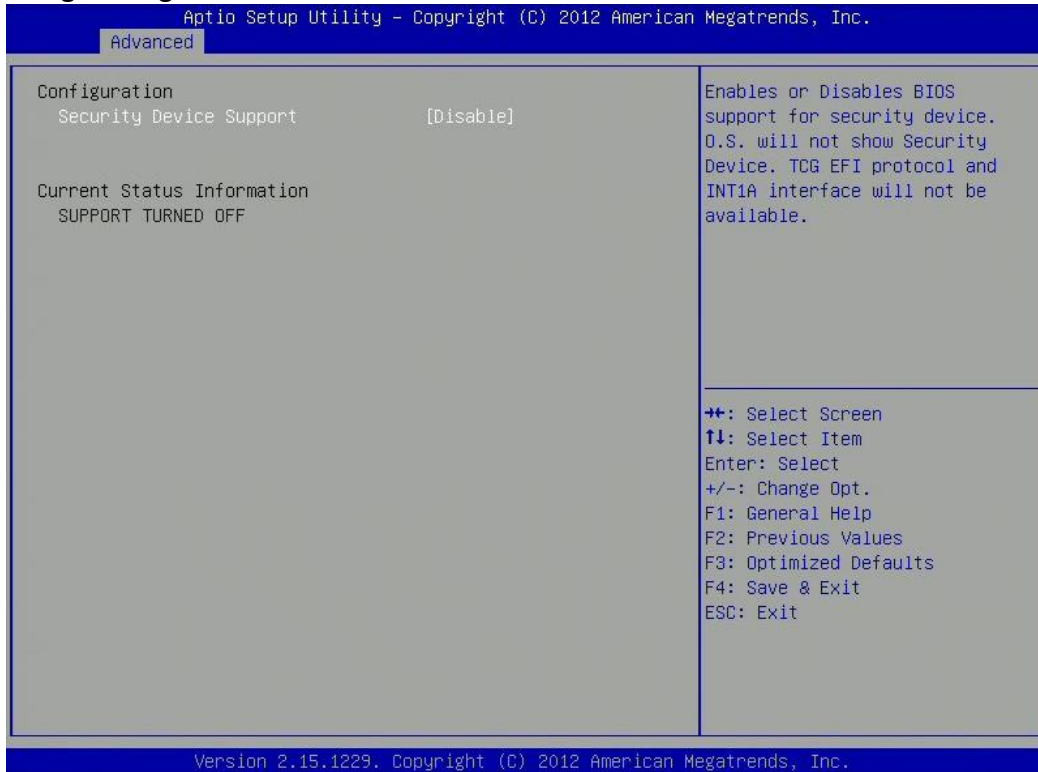 Aptio Setup Utility – Copyright (C) 2012 American Megatrends, Inc.
Advanced
Configuration
Security Device Support [Disable]
Current Status Information
SUPPORT TURNED OFF
Enables or Disables BIOS
support for security device.
O.S. will not show Security
Device. TCG EFI protocol and
INT1A interface will not be
available.
→←: Select Screen
↑↓: Select Item
Enter: Select
+/-: Change Opt.
F1: General Help
F2: Previous Values
F3: Optimized Defaults
F4: Save & Exit
ESC: Exit
Version 2.15.1229. Copyright (C) 2012 American Megatrends, Inc.